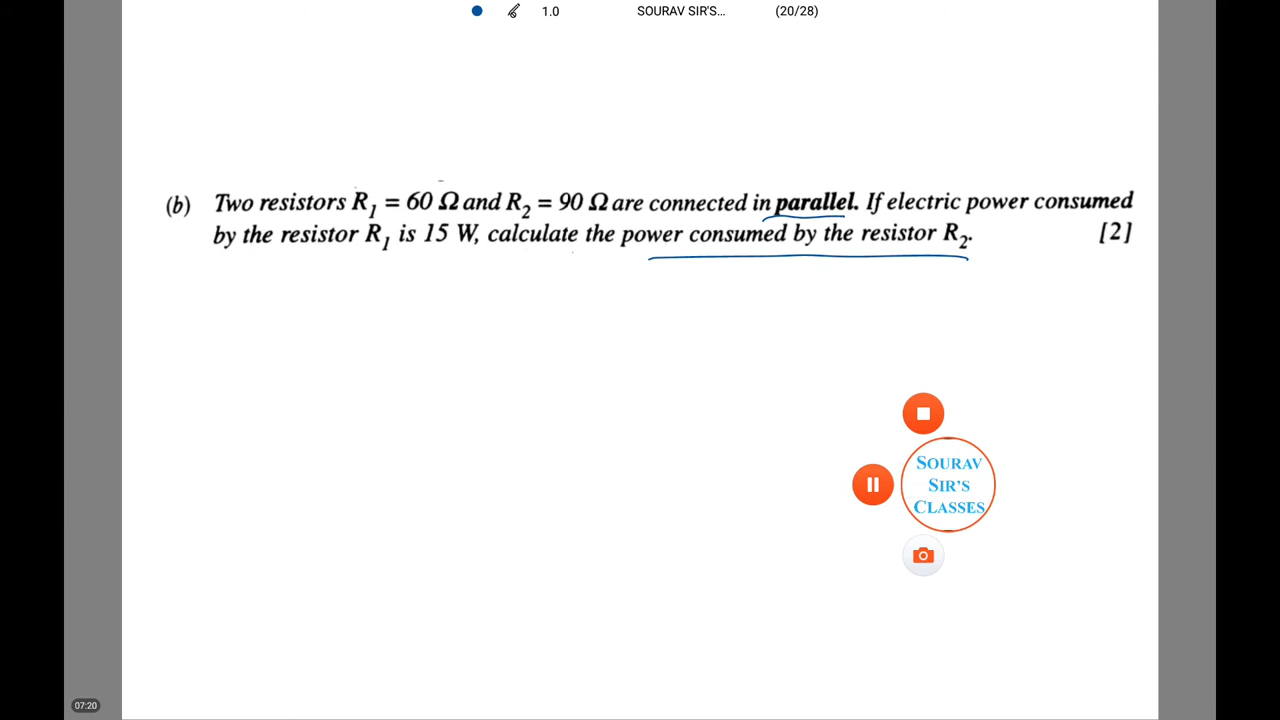 1.0 SOURAV SIR'S... (20/28)
(b) Two resistors R₁ = 60 Ω and R₂ = 90 Ω are connected in parallel. If electric power consumed
by the resistor R₁ is 15 W, calculate the power consumed by the resistor R₂. [2]
SOURAV
SIR'S
CLASSES
07:20